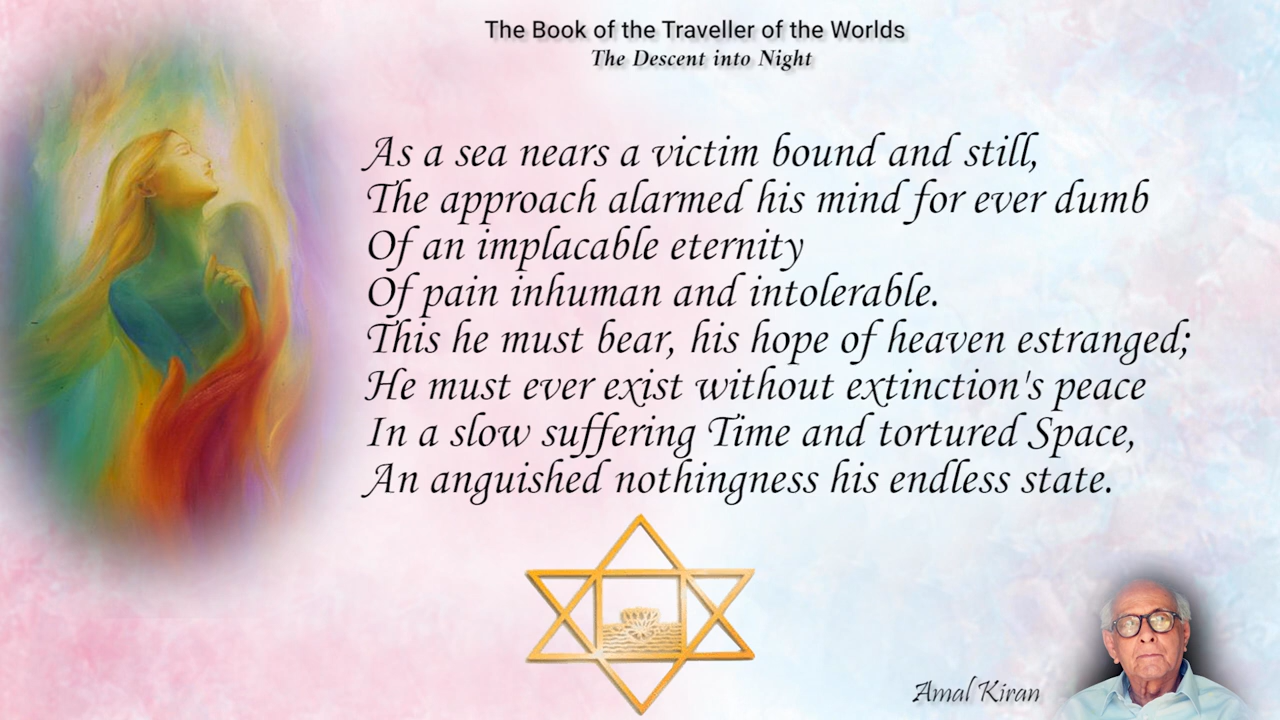 The Book of the Traveller of the Worlds
The Descent into Night
As a sea nears a victim bound and still,
The approach alarmed his mind for ever dumb
Of an implacable eternity
Of pain inhuman and intolerable.
This he must bear, his hope of heaven estranged;
He must ever exist without extinction's peace
In a slow suffering Time and tortured Space,
An anguished nothingness his endless state.
Amal Kiran